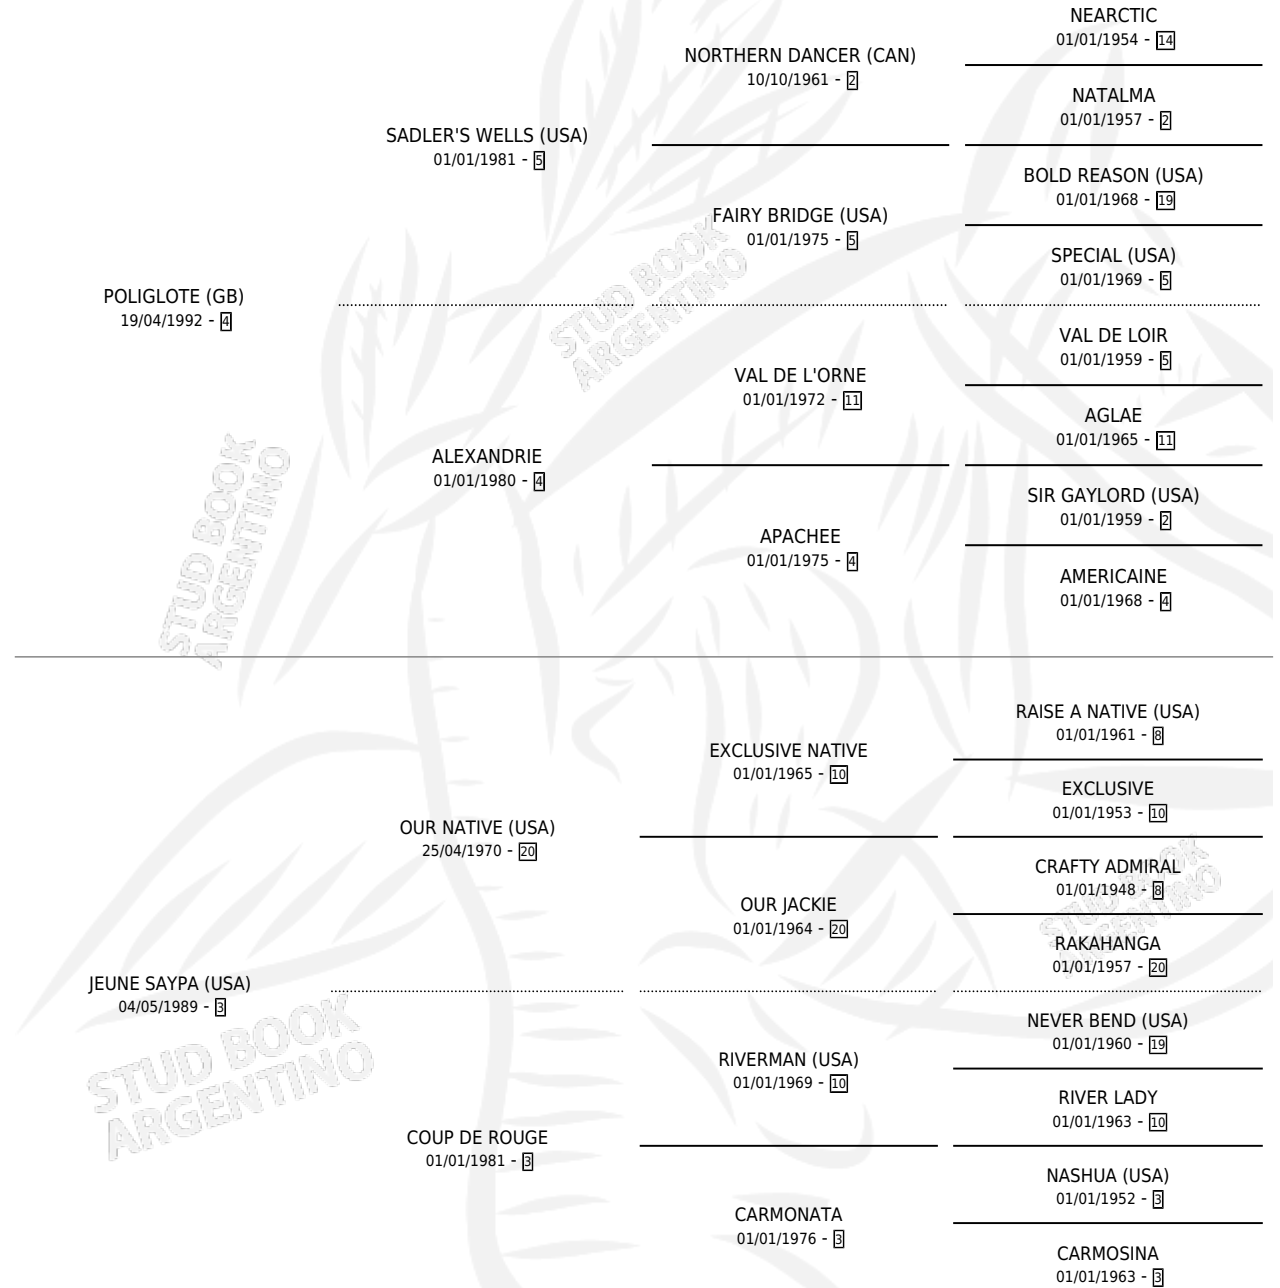 NEARCTIC
01/01/1954 - 14
NORTHERN DANCER (CAN)
10/10/1961 - 2
NATALMA
01/01/1957 - 2
SADLER'S WELLS (USA)
01/01/1981 - 5
BOLD REASON (USA)
01/01/1968 - 19
FAIRY BRIDGE (USA)
01/01/1975 - 5
SPECIAL (USA)
01/01/1969 - 5
STUD BOOK
ARGENTINO
POLIGLOTE (GB)
19/04/1992 - 4
VAL DE LOIR
01/01/1959 - 5
VAL DE L'ORNE
01/01/1972 - 11
AGLAE
01/01/1965 - 11
ALEXANDRIE
01/01/1980 - 4
SIR GAYLORD (USA)
01/01/1959 - 2
APACHEE
01/01/1975 - 4
AMERICAINE
01/01/1968 - 4
STUD BOOK
ARGENTINO
RAISE A NATIVE (USA)
01/01/1961 - 8
EXCLUSIVE NATIVE
01/01/1965 - 10
EXCLUSIVE
01/01/1953 - 10
OUR NATIVE (USA)
25/04/1970 - 20
CRAFTY ADMIRAL
01/01/1948 - 8
OUR JACKIE
01/01/1964 - 20
RAKAHANGA
01/01/1957 - 20
STUD BOOK
ARGENTINO
JEUNE SAYPA (USA)
04/05/1989 - 3
NEVER BEND (USA)
01/01/1960 - 19
RIVERMAN (USA)
01/01/1969 - 10
RIVER LADY
01/01/1963 - 10
STUD BOOK
ARGENTINO
COUP DE ROUGE
01/01/1981 - 3
NASHUA (USA)
01/01/1952 - 3
CARMONATA
01/01/1976 - 3
CARMOSINA
01/01/1963 - 3